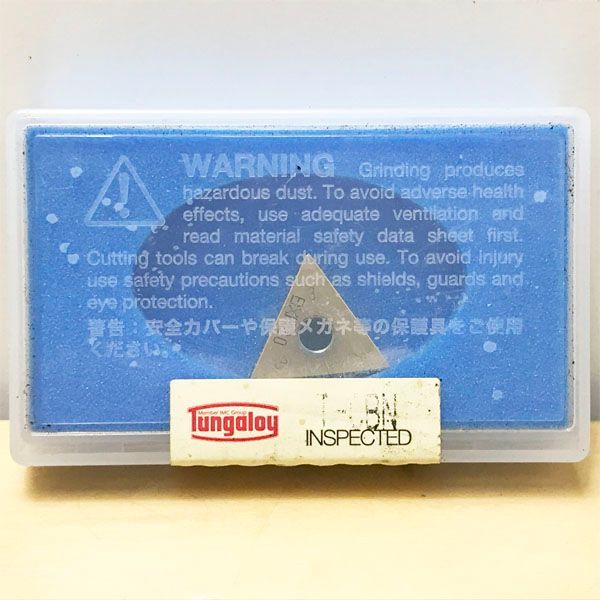 WARNING Grinding produces
hazardous dust. To avoid adverse health
effects, use adequate ventilation and
read material safety data sheet first.
Cutting tools can break during use. To avoid injury
use safety precautions such as shields, guards and
eye protection.
警告：安全カバーや保護メガネ等の保護具をご使用
ください。
Member IMC Group
Tungaloy
INSPECTED